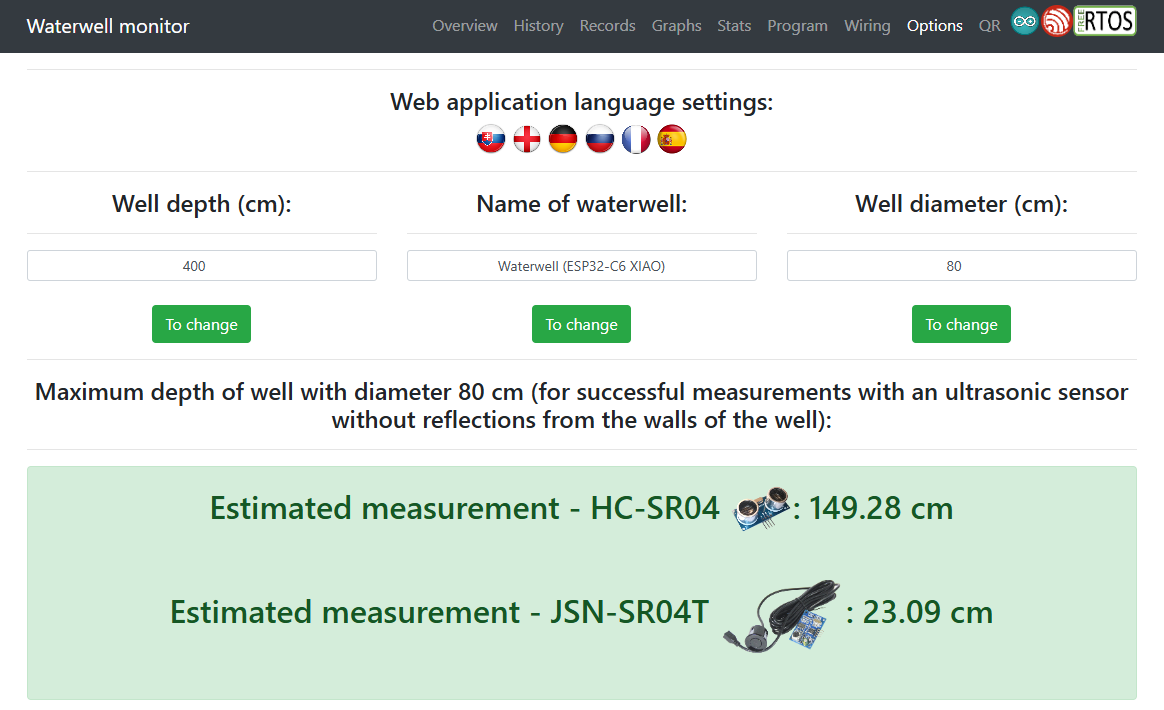 Waterwell monitor
Overview History Records Graphs Stats Program Wiring Options QR FREE RTOS
Web application language settings:
Well depth (cm): Name of waterwell: Well diameter (cm):
400 Waterwell (ESP32-C6 XIAO) 80
To change To change To change
Maximum depth of well with diameter 80 cm (for successful measurements with an ultrasonic sensor
without reflections from the walls of the well):
Estimated measurement - HC-SR04 : 149.28 cm
Estimated measurement - JSN-SR04T : 23.09 cm